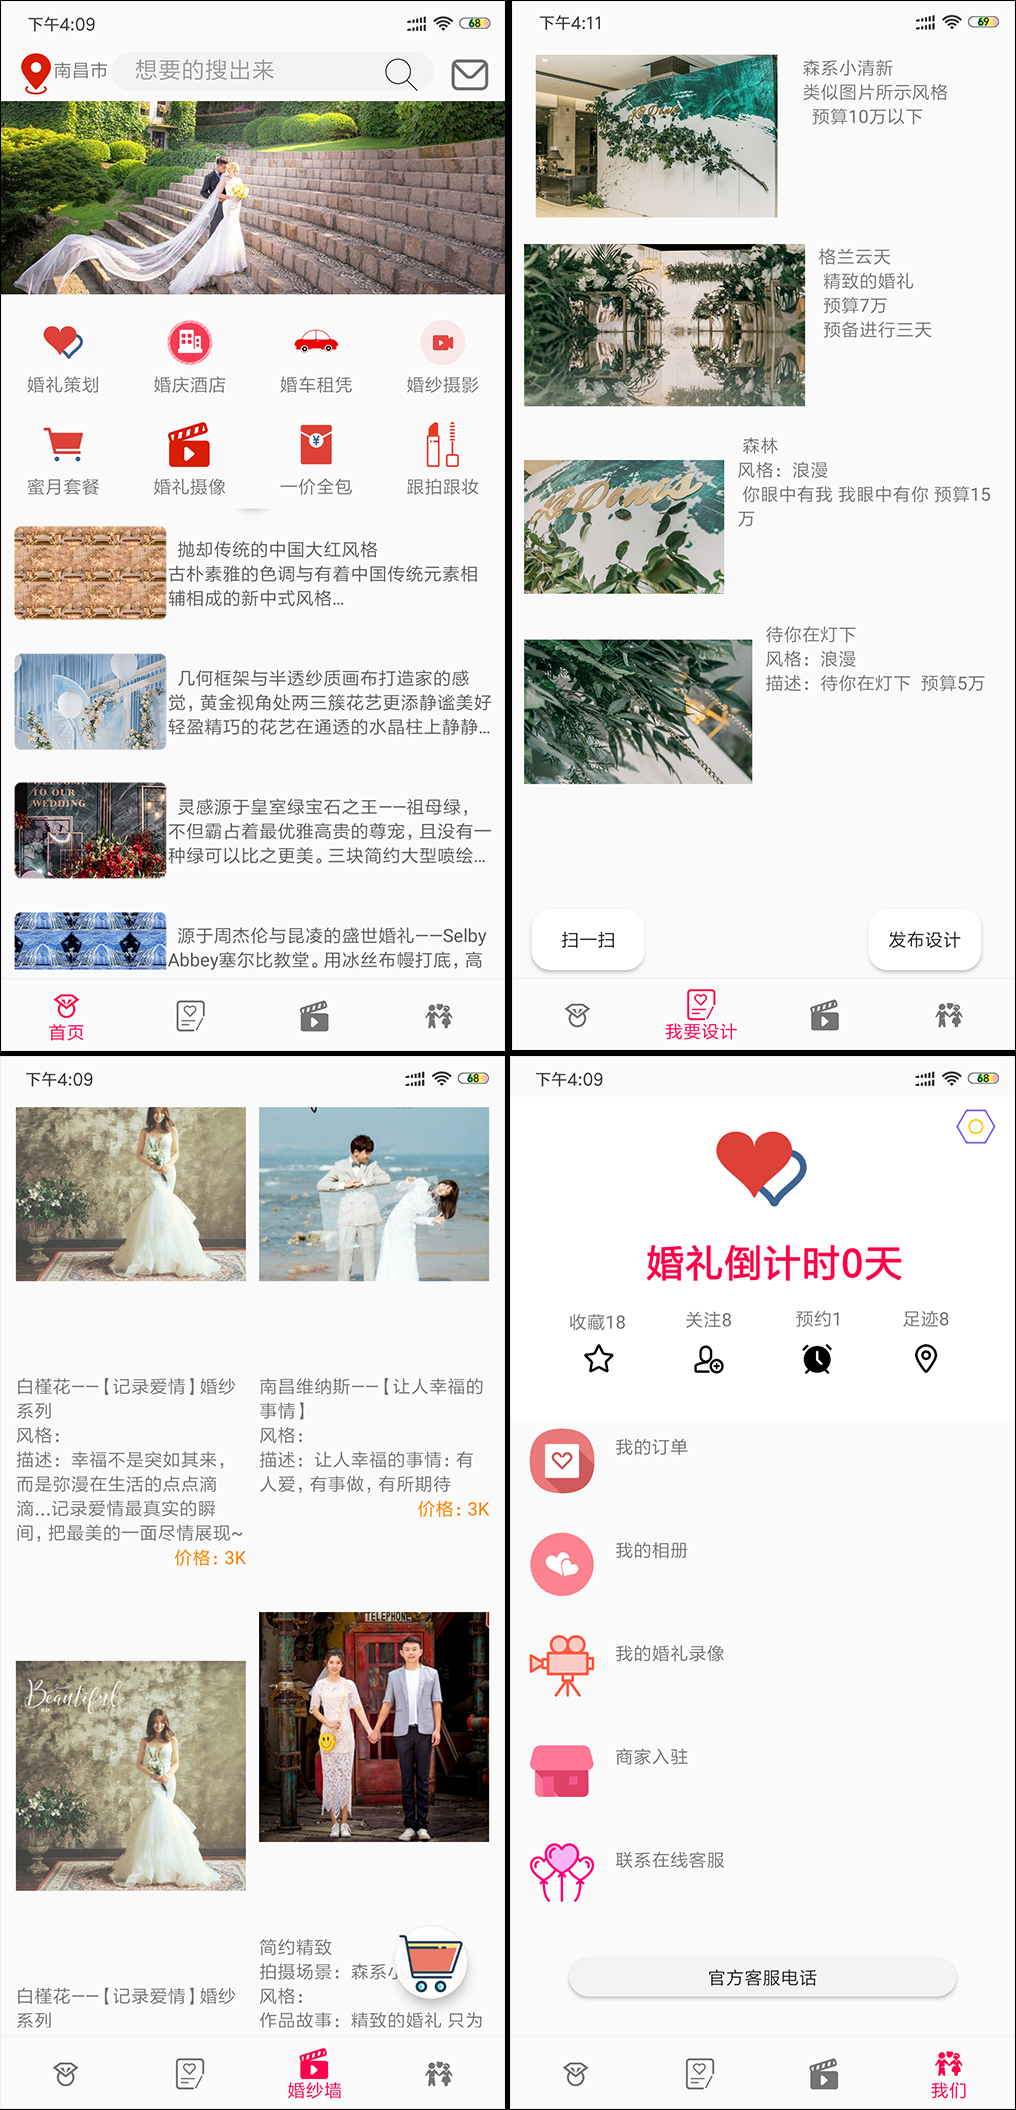 下午4:09
68
南昌市
想要的搜出来
婚礼策划
婚庆酒店
婚车租凭
婚纱摄影
蜜月套餐
婚礼摄像
一价全包
跟拍跟妆
抛却传统的中国大红风格
古朴素雅的色调与有着中国传统元素相
辅相成的新中式风格...
几何框架与半透纱质画布打造家的感
觉，黄金视角处两三簇花艺更添静谧美好
轻盈精巧的花艺在通透的水晶柱上静静...
TO OUR
WEDDING
灵感源于皇室绿宝石之王——祖母绿，
不但霸占着最优雅高贵的尊宠，且没有一
种绿可以比之更美。三块简约大型喷绘...
源于周杰伦与昆凌的盛世婚礼——Selby
Abbey塞尔比教堂。用冰丝布幔打底，高
首页
下午4:11
69
森系小清新
类似图片所示风格
预算10万以下
格兰云天
精致的婚礼
预算7万
预备进行三天
Denis
森林
风格：浪漫
你眼中有我 我眼中有你 预算15
万
待你在灯下
风格：浪漫
描述：待你在灯下 预算5万
扫一扫
发布设计
我要设计
下午4:09
68
白槿花——【记录爱情】婚纱
系列
风格：
描述：幸福不是突如其来，
而是弥漫在生活的点点滴
滴...记录爱情最真实的瞬
间，把最美的一面尽情展现~
价格：3K
南昌维纳斯——【让人幸福的
事情】
风格：
描述：让人幸福的事情：有
人爱，有事做，有所期待
价格：3K
Beautiful
白槿花——【记录爱情】婚纱
系列
TELEPHONE
简约精致
拍摄场景：森系小
风格：
作品故事：精致的婚礼 只为
婚纱墙
下午4:09
68
婚礼倒计时0天
收藏18
关注8
预约1
足迹8
我的订单
我的相册
我的婚礼录像
商家入驻
联系在线客服
官方客服电话
我们